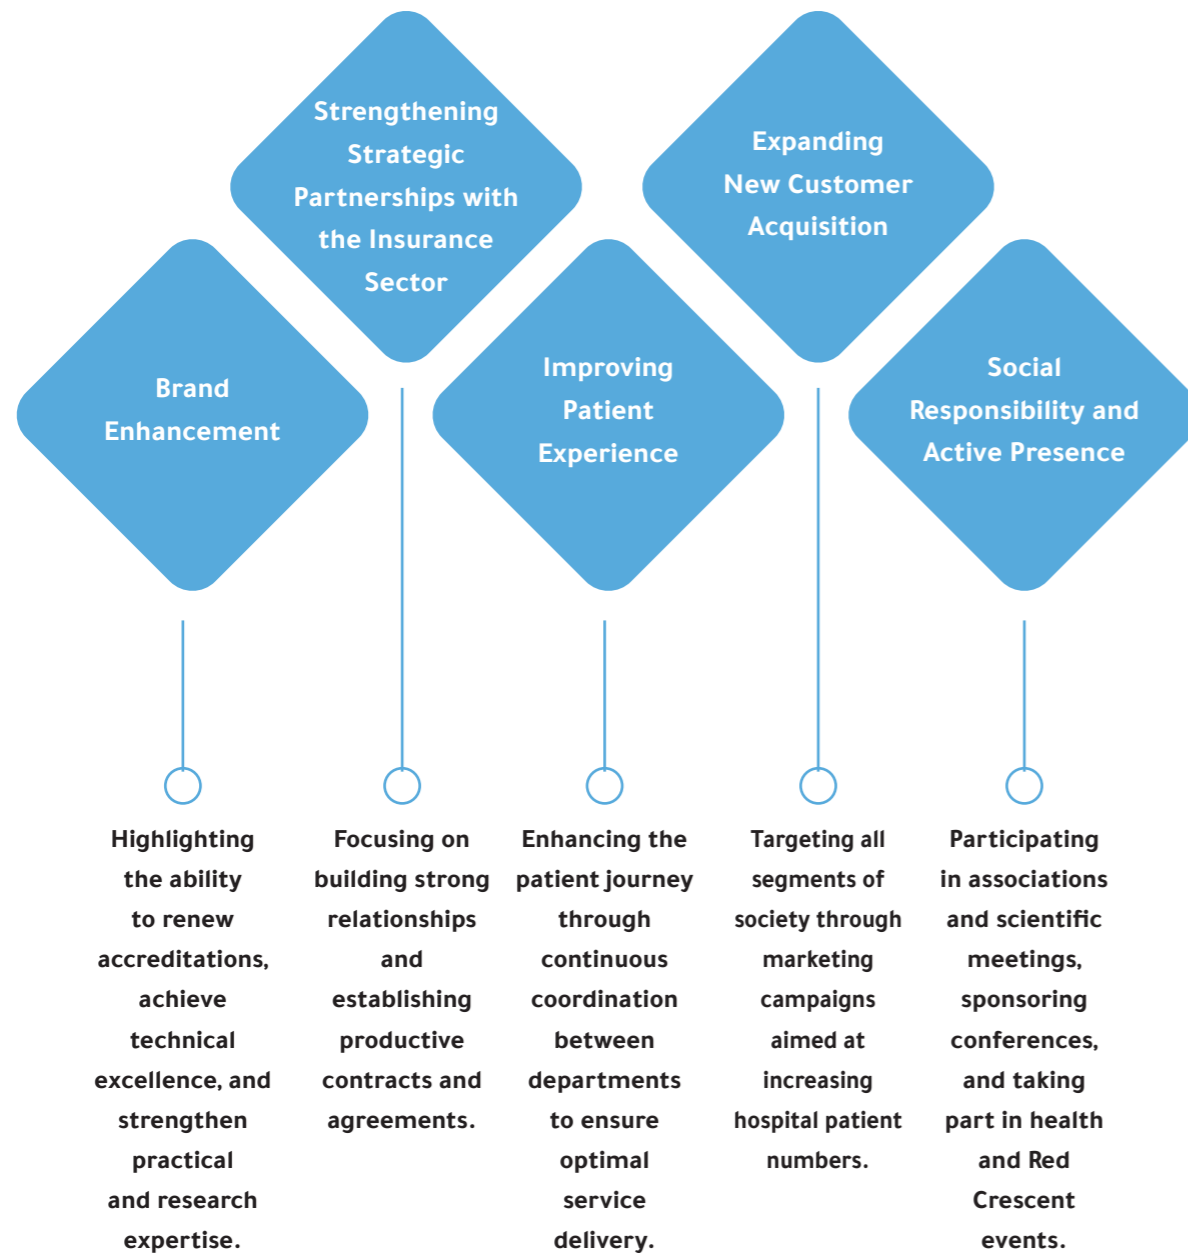 Strengthening
Strategic
Partnerships with
the Insurance
Sector
Expanding
New Customer
Acquisition
Brand
Enhancement
Improving
Patient
Experience
Social
Responsibility and
Active Presence
Highlighting
the ability
to renew
accreditations,
achieve
technical
excellence, and
strengthen
practical
and research
expertise.
Focusing on
building strong
relationships
and
establishing
productive
contracts and
agreements.
Enhancing the
patient journey
through
continuous
coordination
between
departments
to ensure
optimal
service
delivery.
Targeting all
segments of
society through
marketing
campaigns
aimed at
increasing
hospital patient
numbers.
Participating
in associations
and scientific
meetings,
sponsoring
conferences,
and taking
part in health
and Red
Crescent
events.